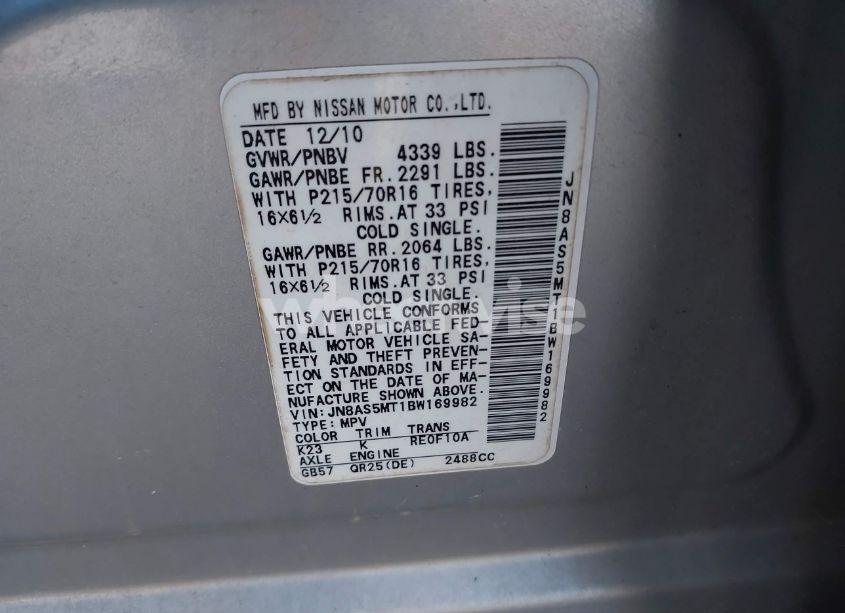 MFD BY NISSAN MOTOR CO.,LTD.
DATE 12/10
GVWR/PNBV 4339 LBS.
GAWR/PNBE FR.2291 LBS.
WITH P215/70R16 TIRES,
16X6½ RIMS.AT 33 PSI
COLD SINGLE.
GAWR/PNBE RR.2064 LBS.
WITH P215/70R16 TIRES,
16X6½ RIMS.AT 33 PSI
COLD SINGLE.
THIS VEHICLE CONFORMS
TO ALL APPLICABLE FED-
ERAL MOTOR VEHICLE SA-
FETY AND THEFT PREVEN-
TION STANDARDS IN EFF-
ECT ON THE DATE OF MA-
NUFACTURE SHOWN ABOVE.
VIN:JN8AS5MT1BW169982
TYPE:MPV
COLOR TRIM TRANS
K23 K RE0F10A
AXLE ENGINE
GB57 QR25(DE) 2488CC
JN8AS5MT1BW169982